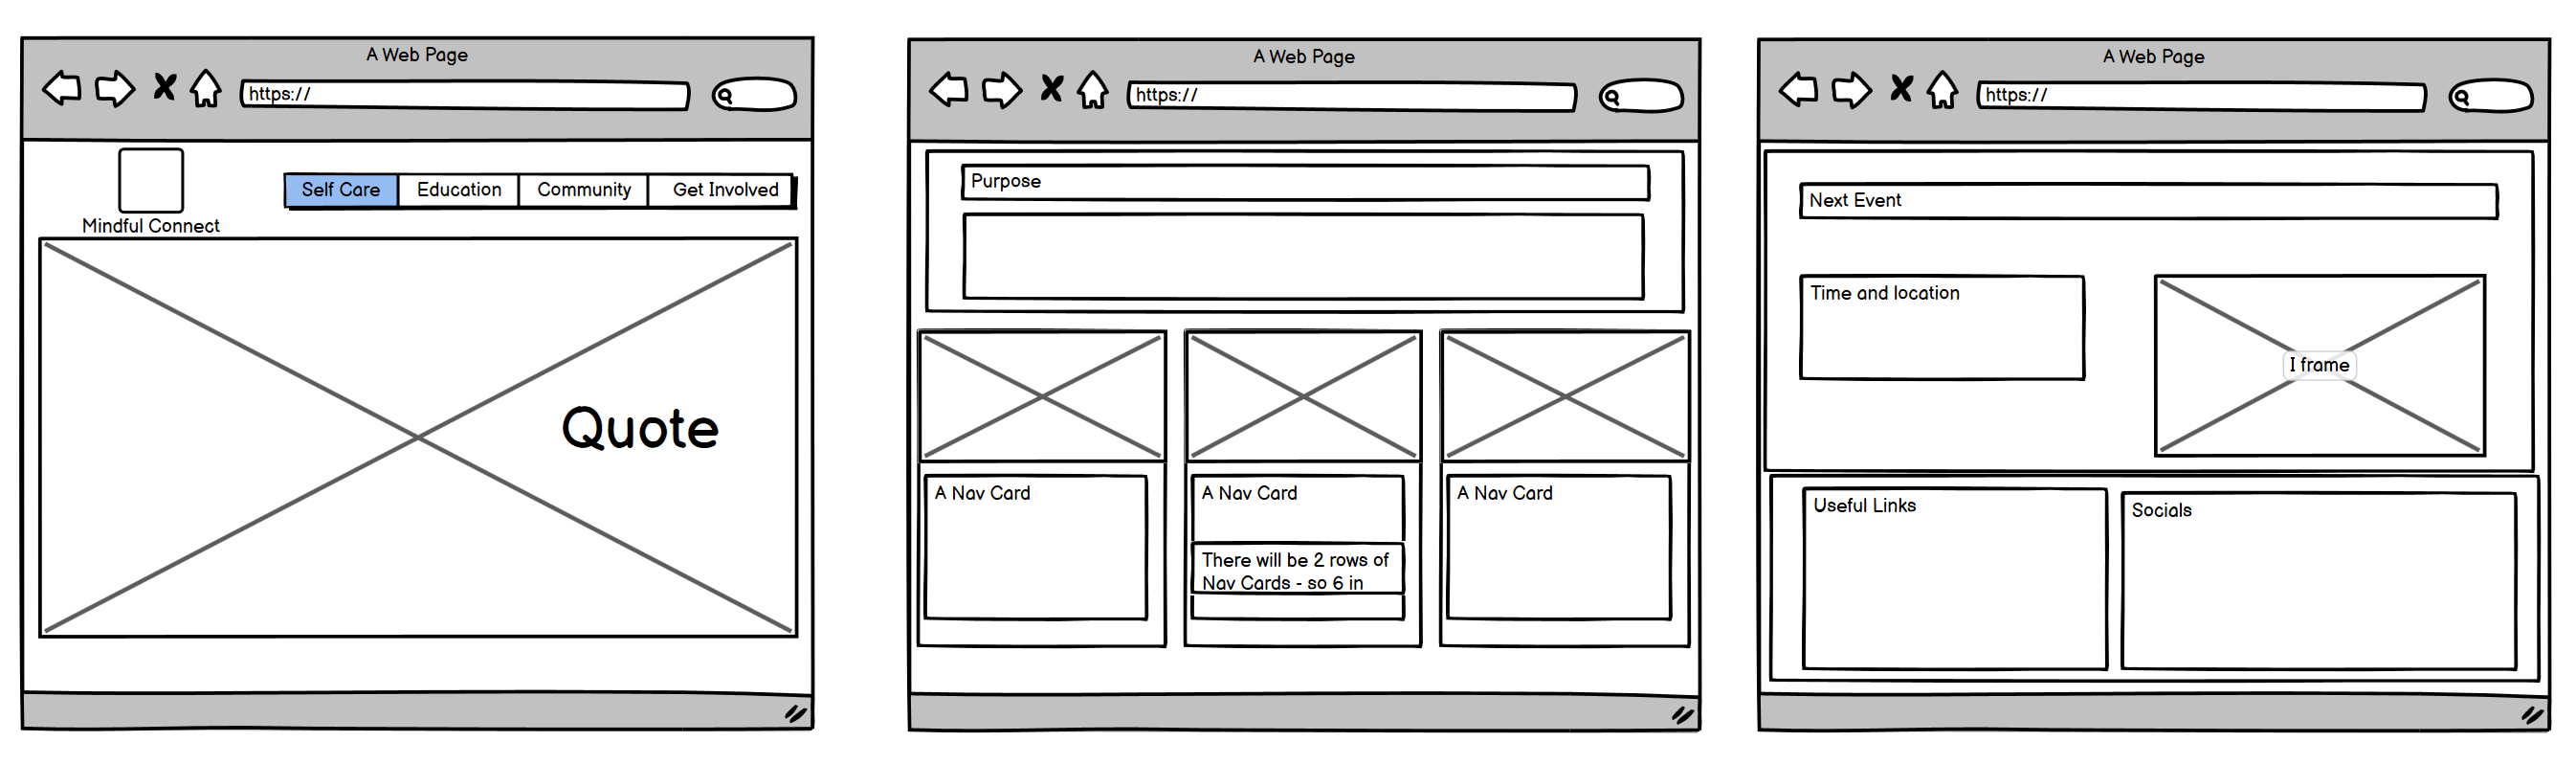 A Web Page
https://
Self Care
Education
Community
Get Involved
Mindful Connect
Quote
A Web Page
https://
Purpose
A Nav Card
A Nav Card
There will be 2 rows of
Nav Cards - so 6 in
A Nav Card
A Web Page
https://
Next Event
Time and location
I frame
Useful Links
Socials